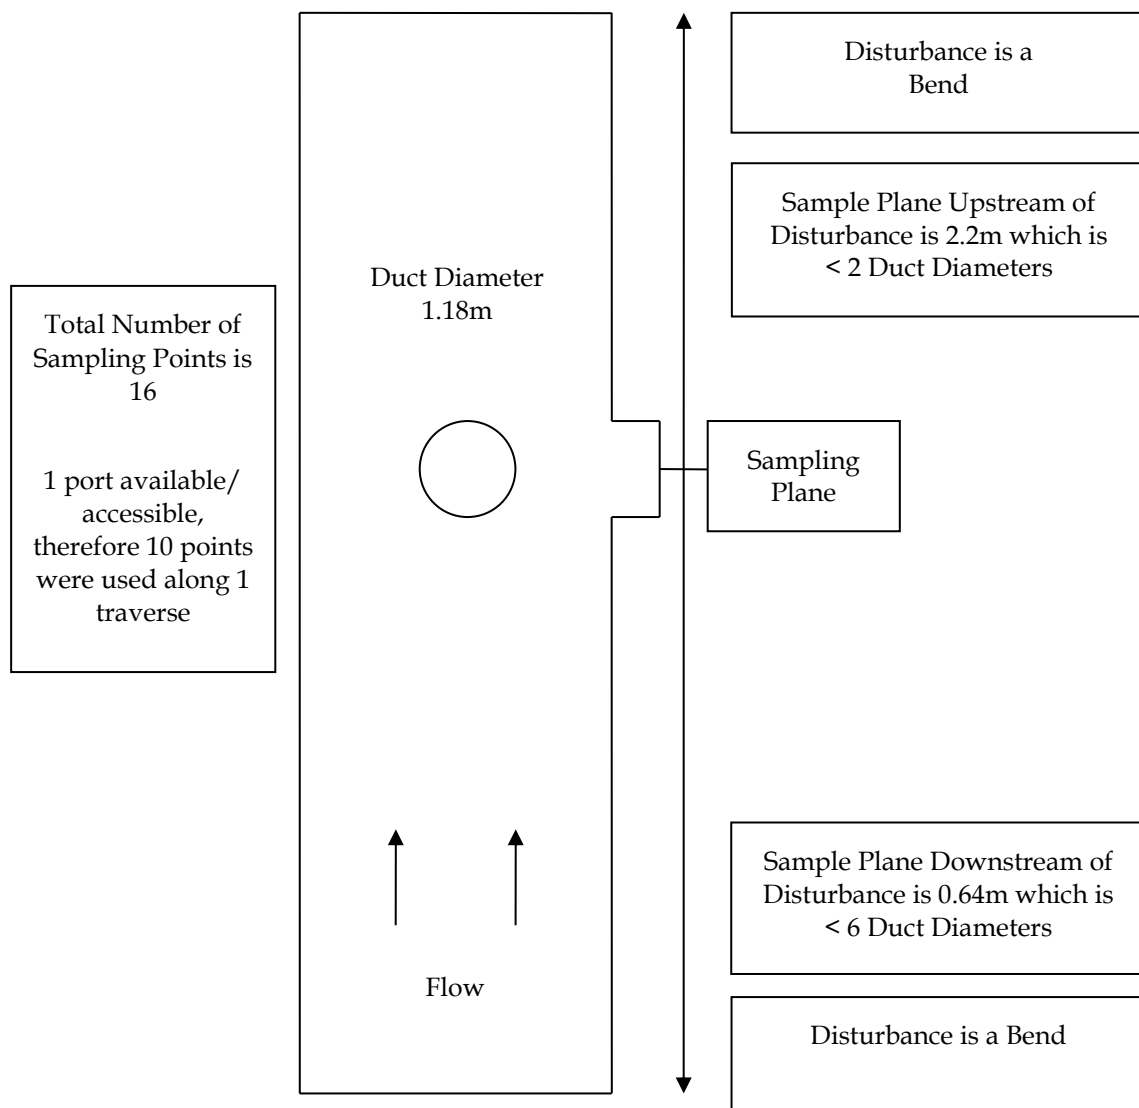 Disturbance is a
Bend
Sample Plane Upstream of
Disturbance is 2.2m which is
< 2 Duct Diameters
Duct Diameter
1.18m
Total Number of
Sampling Points is
16
1 port available/
accessible,
therefore 10 points
were used along 1
traverse
Sampling
Plane
Sample Plane Downstream of
Disturbance is 0.64m which is
< 6 Duct Diameters
Flow
Disturbance is a Bend